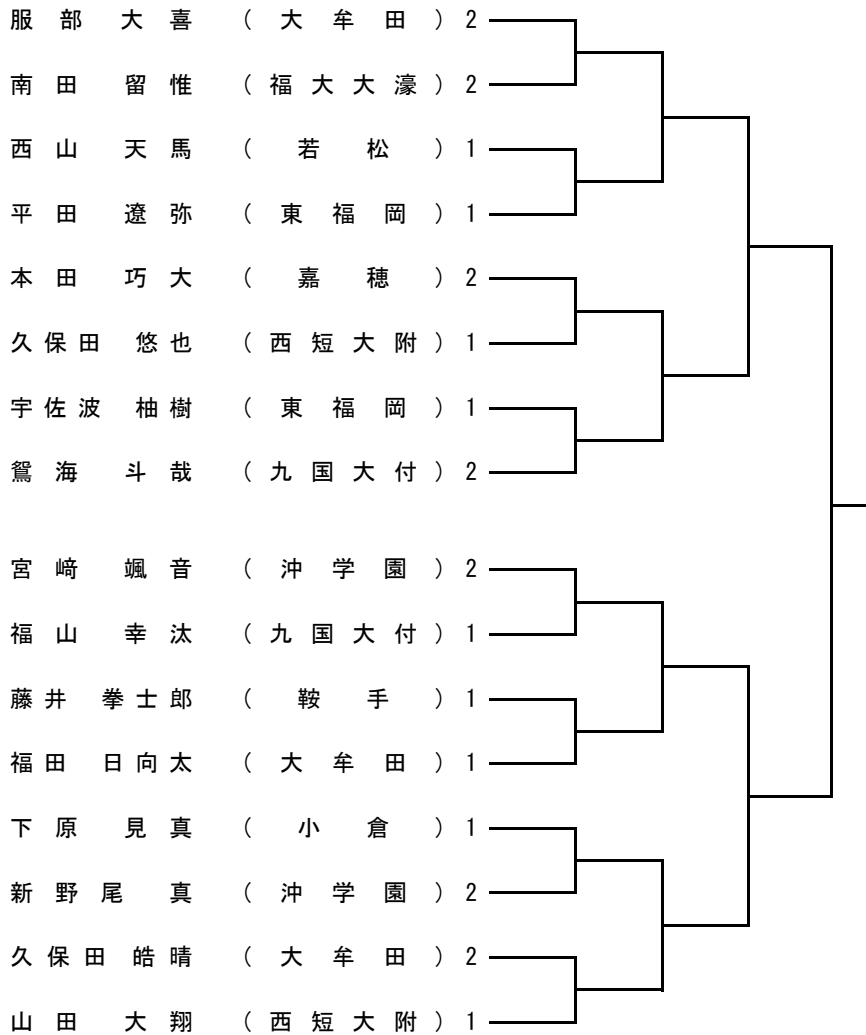 服部 大喜 (大牟田) 2
南田 留惟 (福大大濠) 2
西山 天馬 (若松) 1
平田 遼弥 (東福岡) 1
本田 巧大 (嘉穂) 2
久保田 悠也 (西短大附) 1
宇佐波 柚樹 (東福岡) 1
鴛海 斗哉 (九国大付) 2
宮﨑 颯音 (沖学園) 2
福山 幸汰 (九国大付) 1
藤井 拳士郎 (鞍手) 1
福田 日向太 (大牟田) 1
下原 見真 (小倉) 1
新野尾 真 (沖学園) 2
久保田 皓晴 (大牟田) 2
山田 大翔 (西短大附) 1